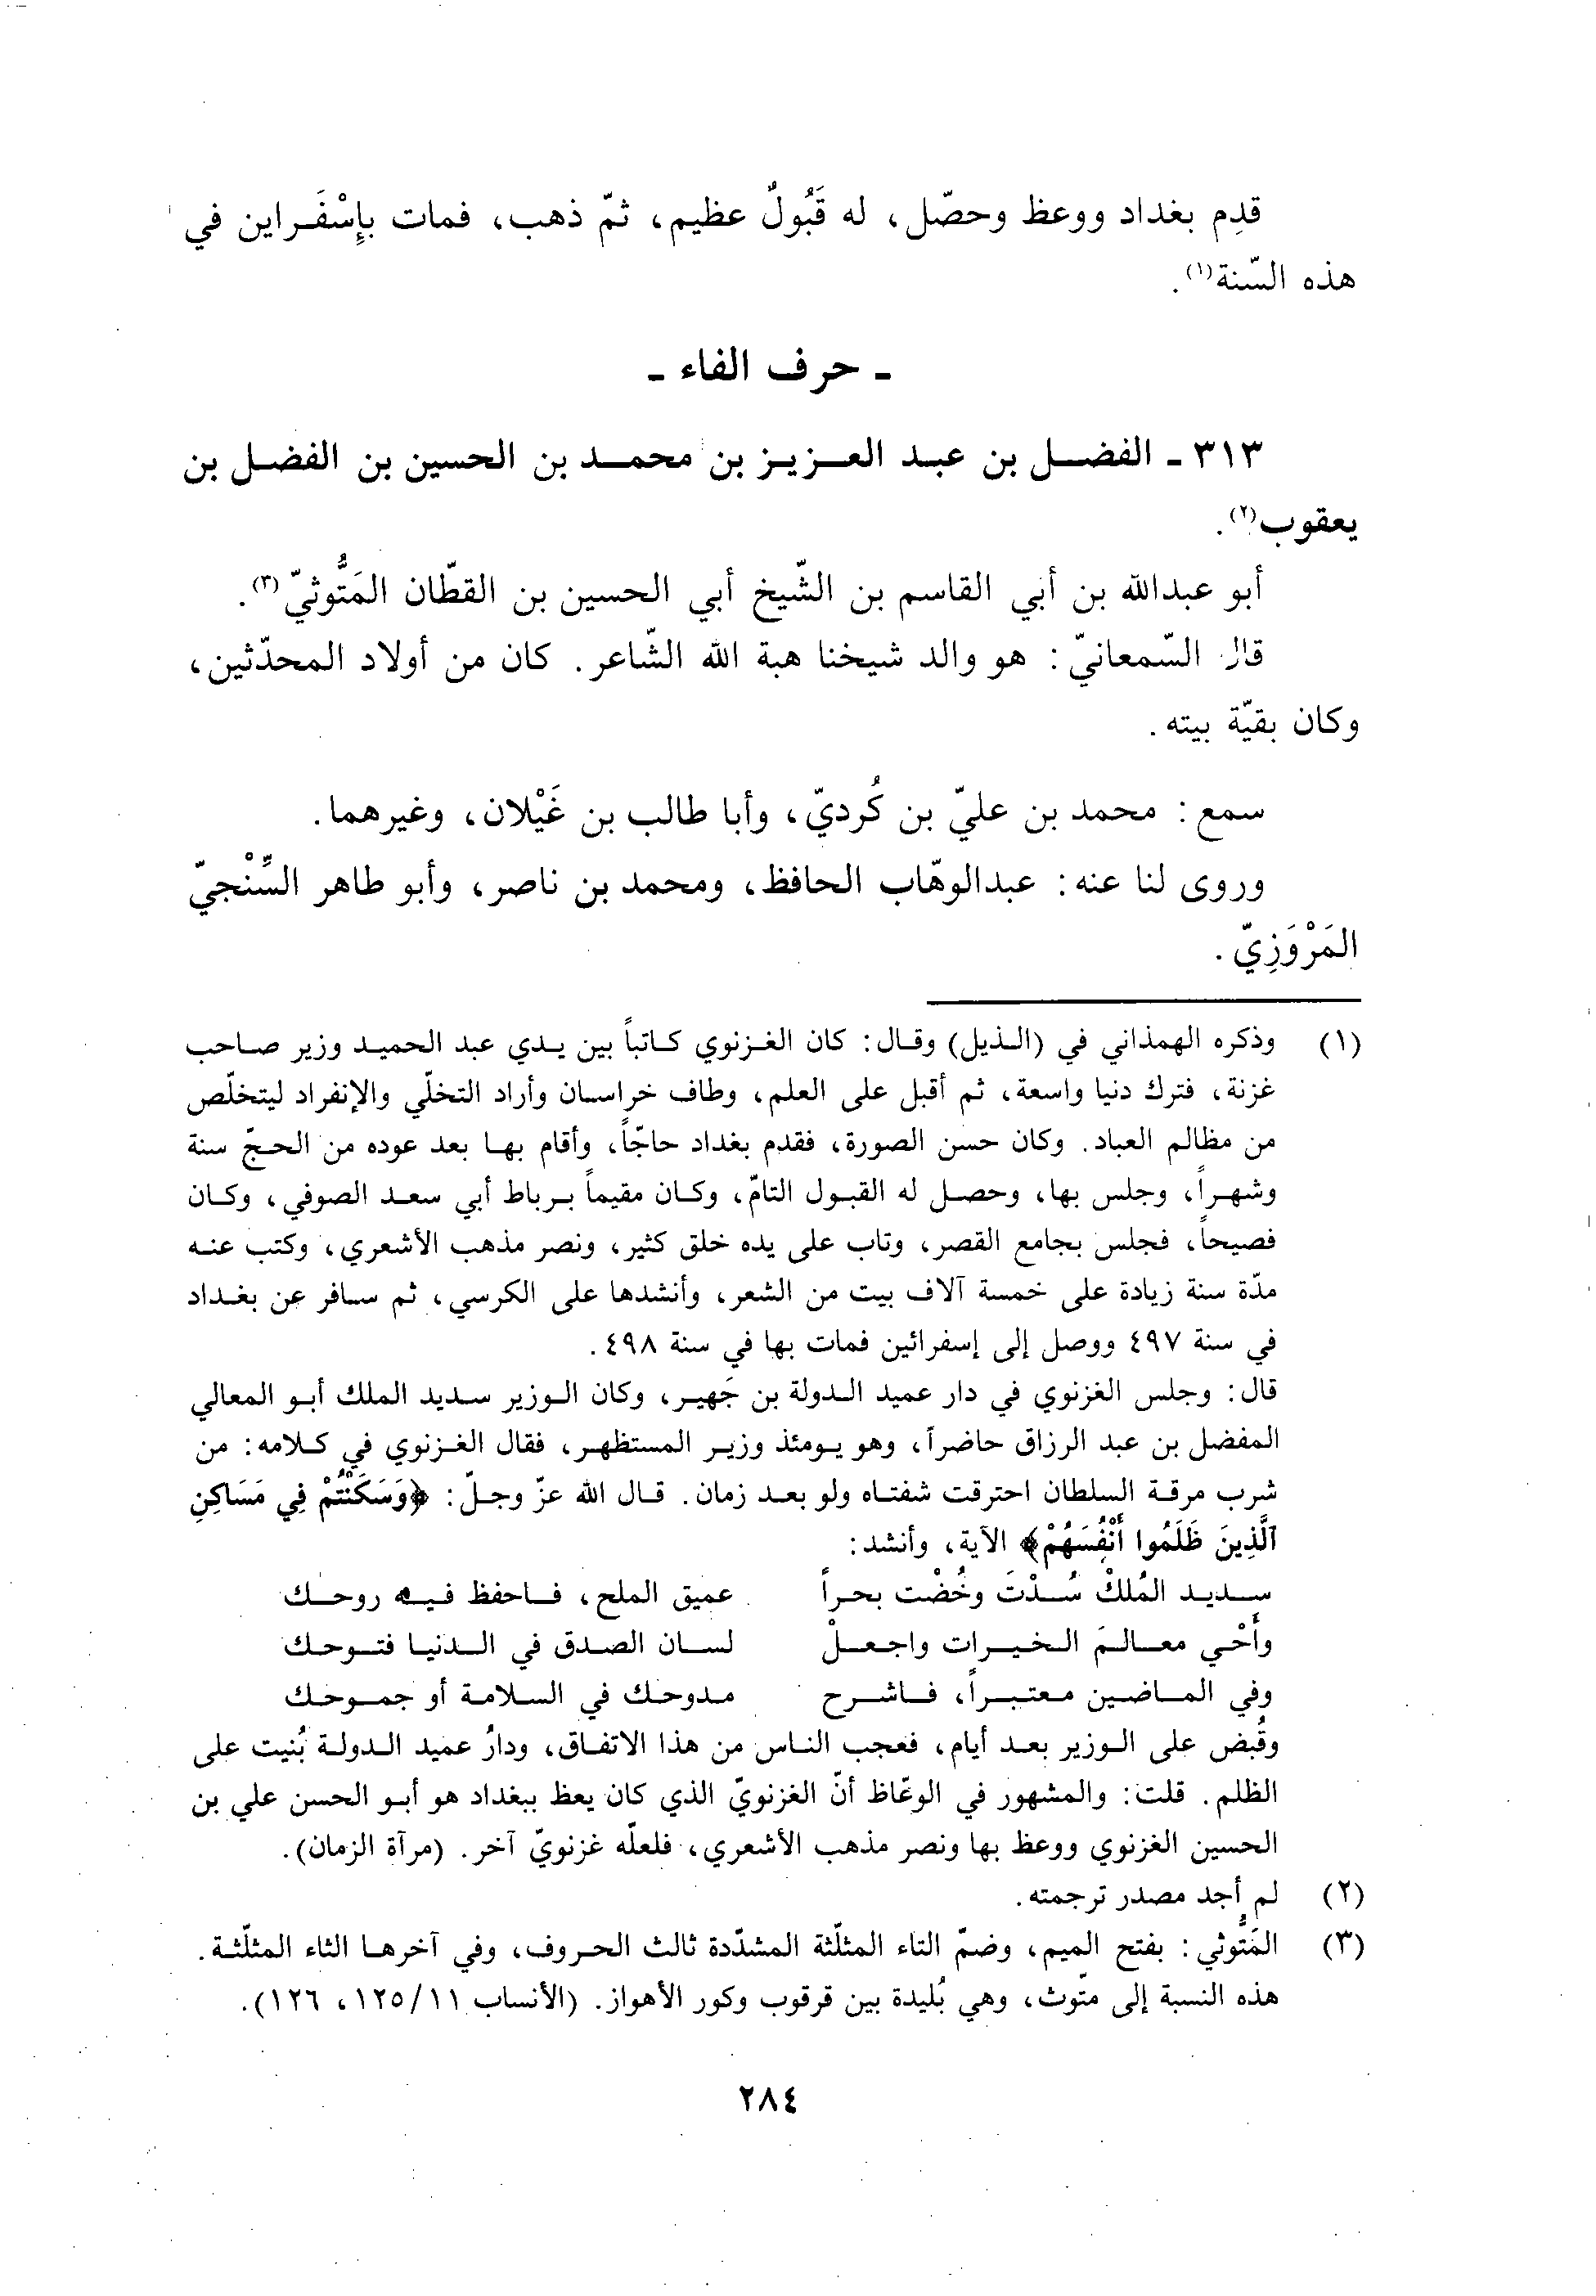 قدِم بغداد ووعظ وحصّل، له قَبُولٌ عظيم، ثمّ ذهب، فمات بإِسْفَراين في
هذه السّنة(١).
ـ حرف الفاء ـ
٣١٣ ـ الفضل بن عبد العزيز بن محمد بن الحسين بن الفضل بن
يعقوب(٢).
أبو عبدالله بن أبي القاسم بن الشّيخ أبي الحسين بن القطّان المَتُّوثيّ(٣).
قال السّمعانيّ: هو والد شيخنا هبة الله الشّاعر. كان من أولاد المحدّثين،
وكان بقيّة بيته.
سمع: محمد بن عليّ بن كُرديّ، وأبا طالب بن غَيْلان، وغيرهما.
وروى لنا عنه: عبدالوهّاب الحافظ، ومحمد بن ناصر، وأبو طاهر السِّنْجيّ
المَرْوَزِيّ.
(١) وذكره الهمذاني في (الذيل) وقال: كان الغزنوي كاتباً بين يدي عبد الحميد وزير صاحب
غزنة، فترك دنيا واسعة، ثم أقبل على العلم، وطاف خراسان وأراد التخلّي والإنفراد ليتخلّص
من مظالم العباد. وكان حسن الصورة، فقدم بغداد حاجّاً، وأقام بها بعد عوده من الحجّ سنة
وشهراً، وجلس بها، وحصل له القبول التامّ، وكان مقيماً برباط أبي سعد الصوفي، وكان
فصيحاً، فجلس بجامع القصر، وتاب على يده خلق كثير، ونصر مذهب الأشعري، وكتب عنه
مدّة سنة زيادة على خمسة آلاف بيت من الشعر، وأنشدها على الكرسي، ثم سافر عن بغداد
في سنة ٤٩٧ ووصل إلى إسفرائين فمات بها في سنة ٤٩٨.
قال: وجلس الغزنوي في دار عميد الدولة بن جَهير، وكان الوزير سديد الملك أبو المعالي
المفضل بن عبد الرزاق حاضراً، وهو يومئذ وزير المستظهر، فقال الغزنوي في كلامه: من
شرب مرقة السلطان احترقت شفتاه ولو بعد زمان. قال الله عزّ وجلّ: ﴿وَسَكَنْتُمْ فِي مَسَاكِنِ
ٱلَّذِينَ ظَلَمُوا أَنْفُسَهُمْ﴾ الآية، وأنشد:
سديد المُلكْ سُدْتَ وخُضْت بحراً عميق الملح، فاحفظ فيه روحك
وأَحْي معالمَ الخيرات واجعلْ لسان الصدق في الدنيا فتوحك
وفي الماضين معتبراً، فاشرح مدوحك في السلامة أو جموحك
وقُبض على الوزير بعد أيام، فعجب الناس من هذا الاتفاق، ودارُ عميد الدولة بُنيت على
الظلم. قلت: والمشهور في الوعّاظ أنّ الغزنويّ الذي كان يعظ ببغداد هو أبو الحسن علي بن
الحسين الغزنوي ووعظ بها ونصر مذهب الأشعري، فلعلّه غزنويّ آخر. (مرآة الزمان).
(٢) لم أجد مصدر ترجمته.
(٣) المَتُّوثي: بفتح الميم، وضمّ التاء المثلّثة المشدّدة ثالث الحروف، وفي آخرها الثاء المثلّثة.
هذه النسبة إلى متّوث، وهي بُليدة بين قرقوب وكور الأهواز. (الأنساب ١٢٥/١١، ١٢٦).
٢٨٤